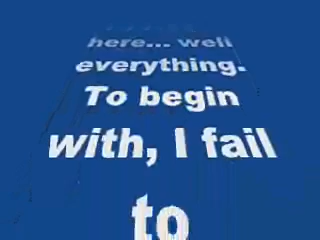 here... well
everything.
To begin
with, I fail
to